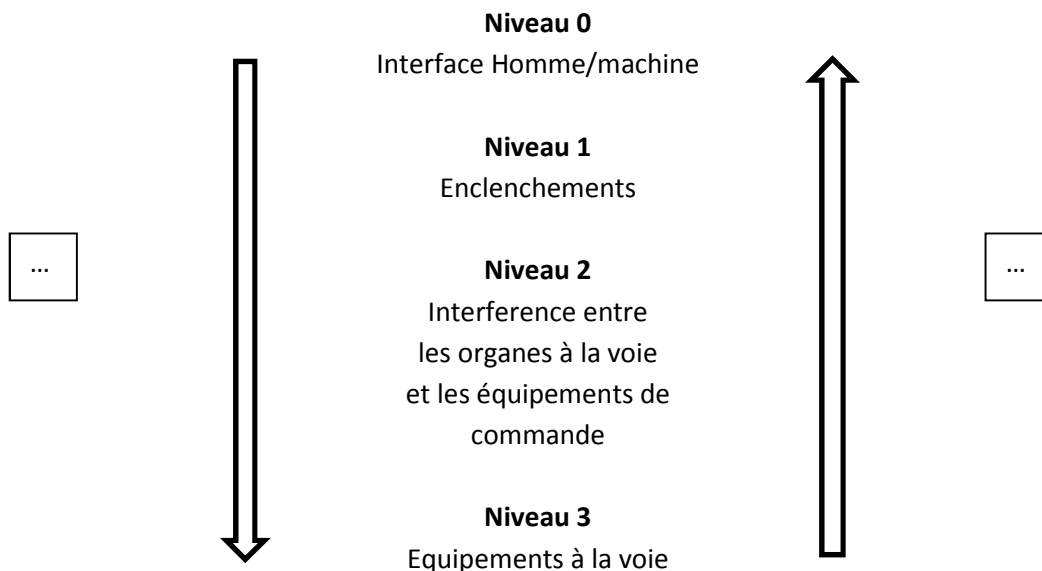 Niveau 0
Interface Homme/machine
Niveau 1
Enclenchements
...
...
Niveau 2
Interference entre
les organes à la voie
et les équipements de
commande
Niveau 3
Equipements à la voie